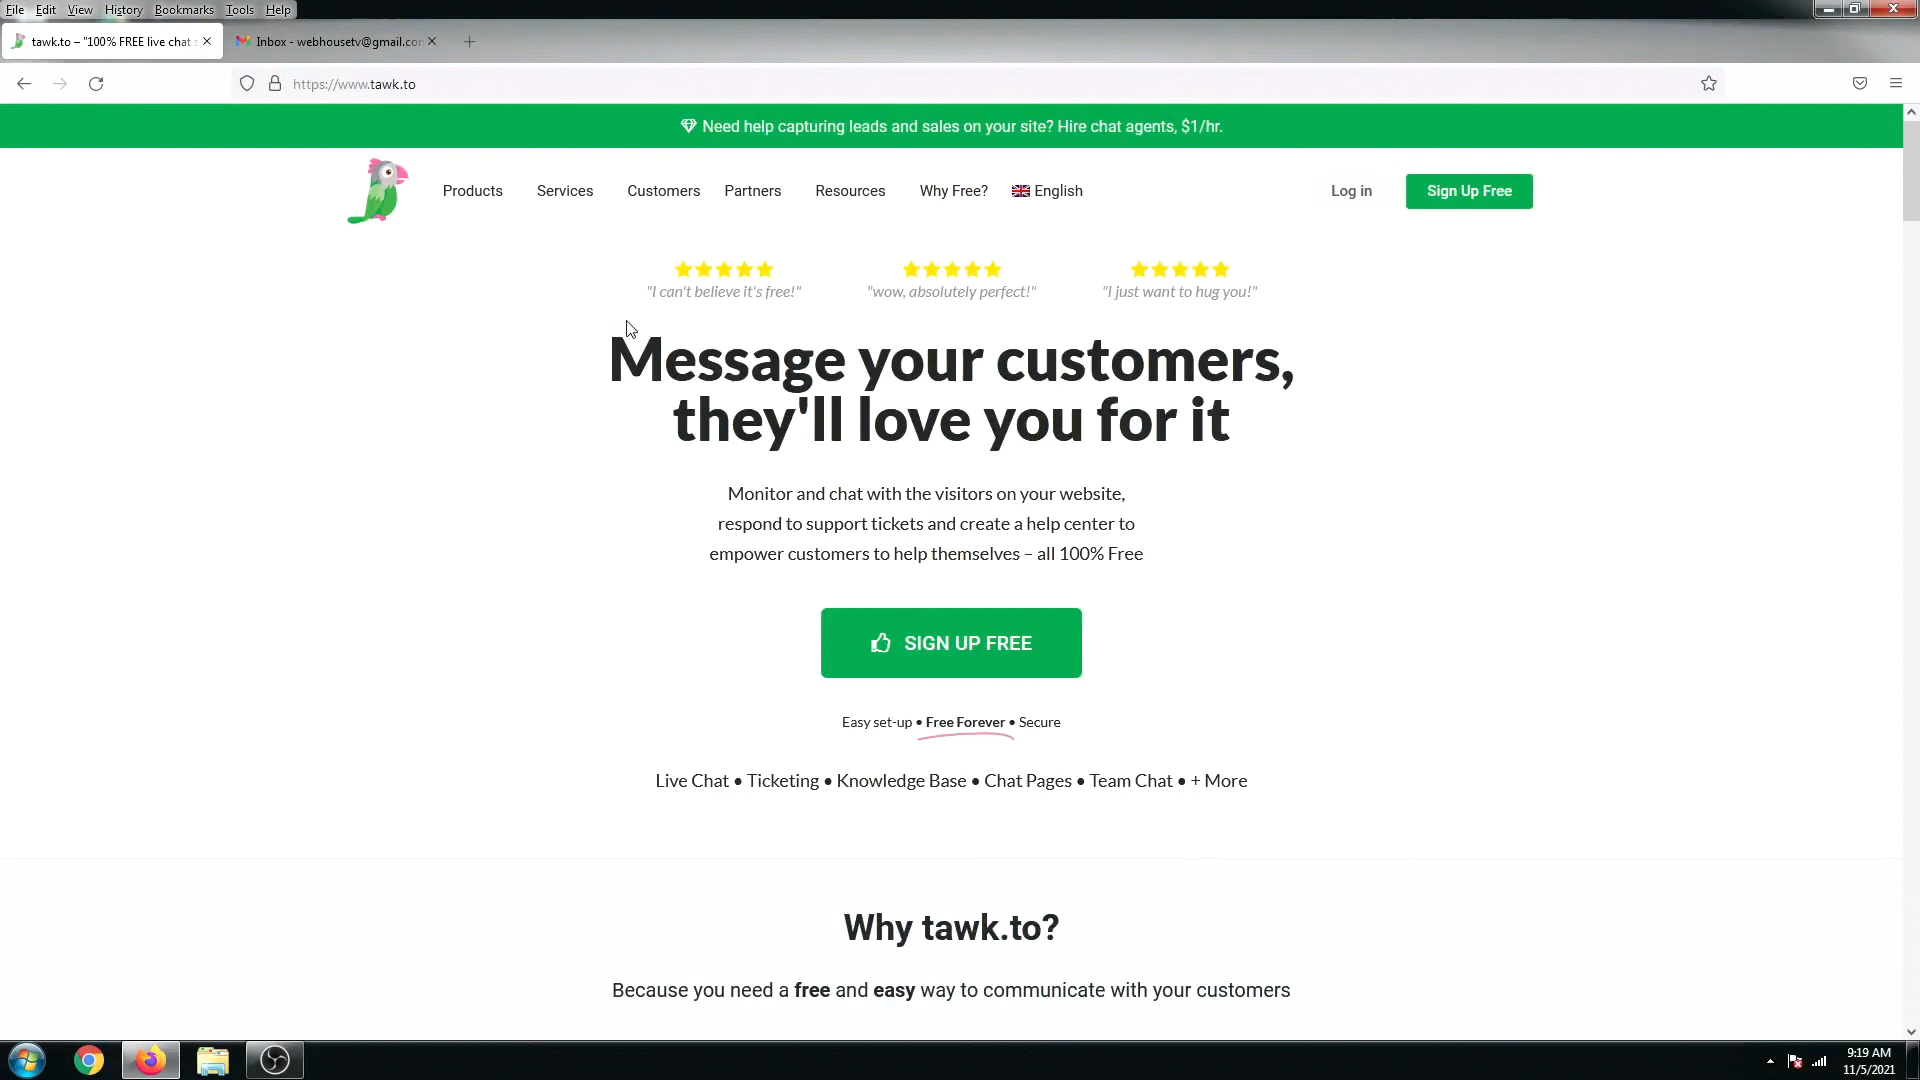 File Edit View History Bookmarks Tools Help
tawk.to – "100% FREE live chat s
Inbox - webhousetv@gmail.com
https://www.tawk.to
Need help capturing leads and sales on your site? Hire chat agents, $1/hr.
Products Services Customers Partners Resources Why Free? English Log in Sign Up Free
"I can't believe it's free!" "wow, absolutely perfect!" "I just want to hug you!"
Message your customers,
they'll love you for it
Monitor and chat with the visitors on your website,
respond to support tickets and create a help center to
empower customers to help themselves – all 100% Free
SIGN UP FREE
Easy set-up • Free Forever • Secure
Live Chat • Ticketing • Knowledge Base • Chat Pages • Team Chat • + More
Why tawk.to?
Because you need a free and easy way to communicate with your customers
9:19 AM
11/5/2021